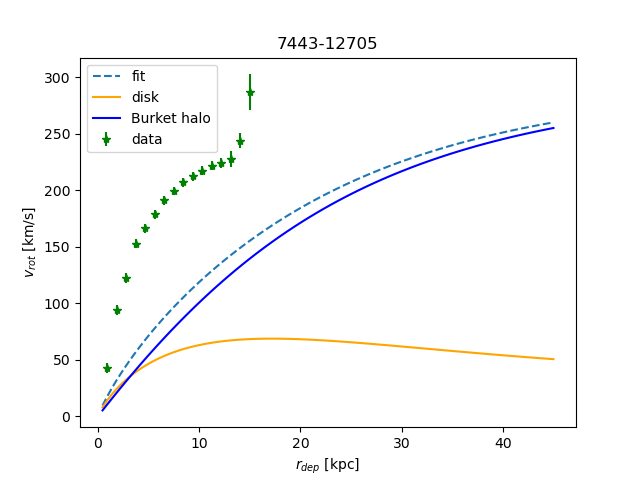 7443-12705
fit
disk
Burket halo
data
300
250
200
150
100
50
0
v_rot [km/s]
0 10 20 30 40
r_dep [kpc]